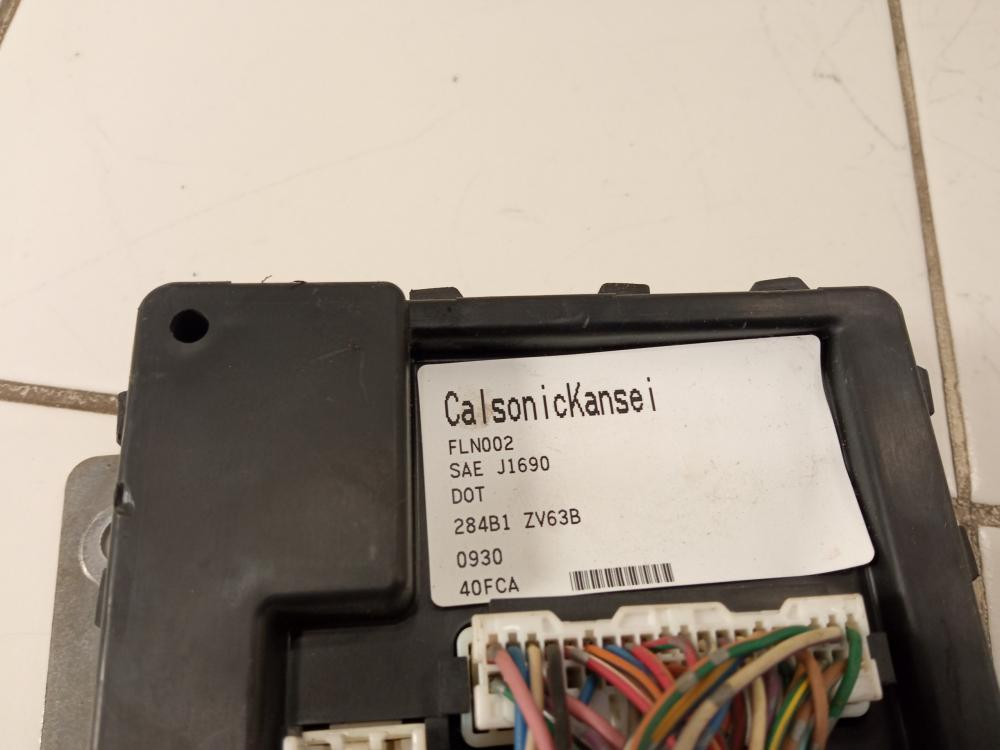 CalsonicKansei
FLN002
SAE J1690
DOT
284B1 ZV63B
0930
40FCA